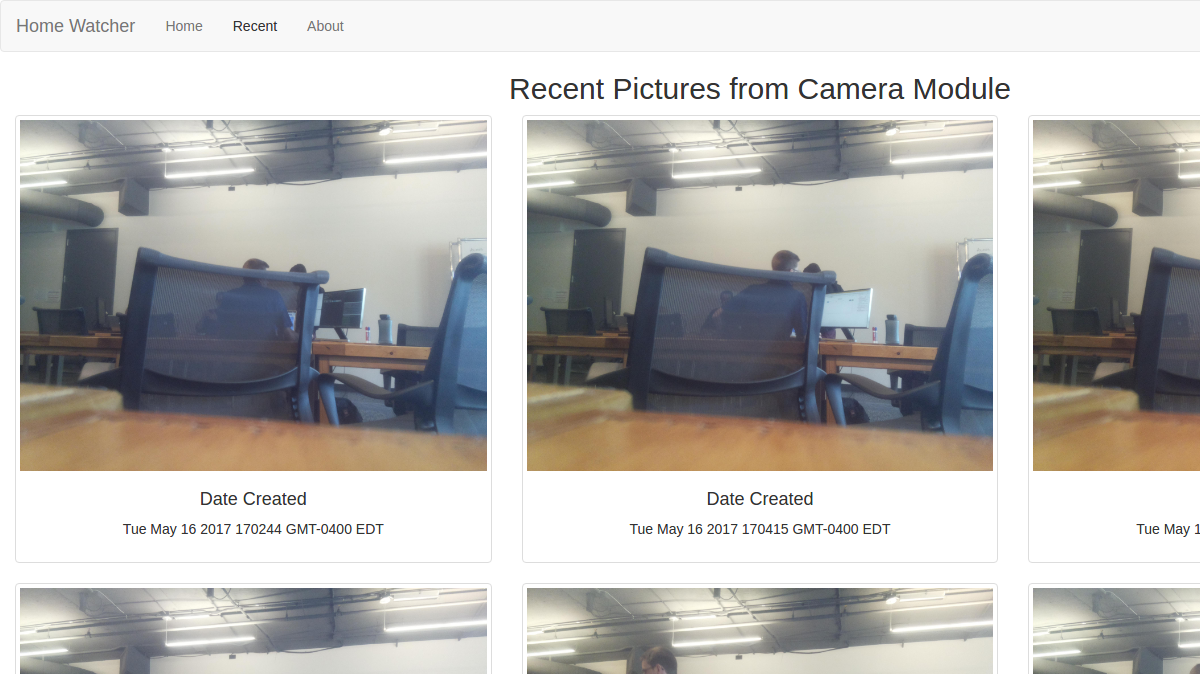 Home Watcher Home Recent About
Recent Pictures from Camera Module
Date Created
Tue May 16 2017 170244 GMT-0400 EDT
Date Created
Tue May 16 2017 170415 GMT-0400 EDT
Tue May 1